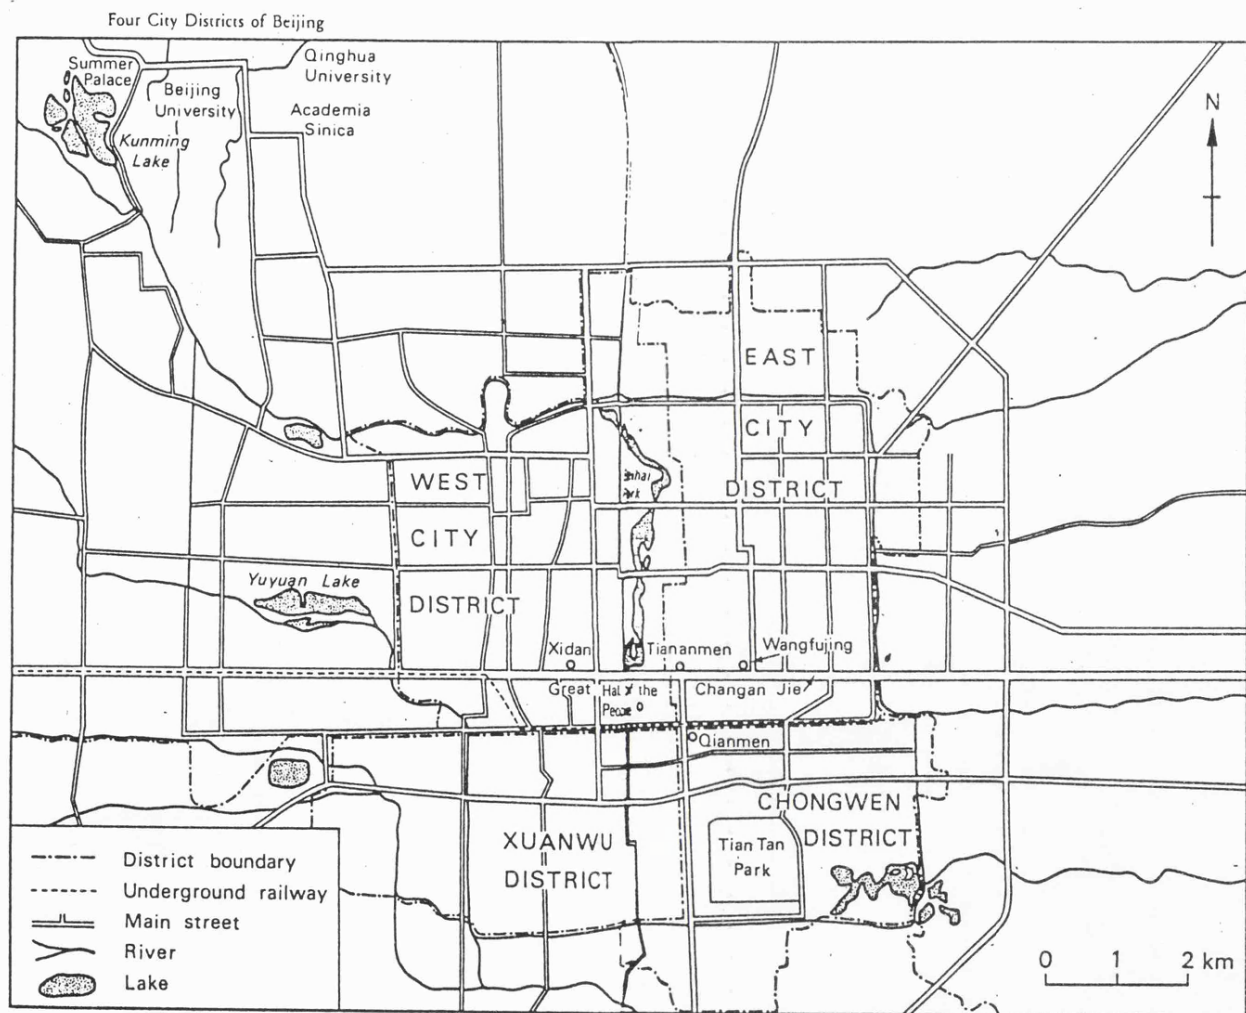 Four City Districts of Beijing
Summer
Palace
Qinghua
University
Beijing
University
Academia
Sinica
Kunming
Lake
N
EAST
CITY
DISTRICT
WEST
CITY
DISTRICT
Park
Yuyuan Lake
Xidan
Tiananmen
Wangfujing
Great
the
Changan Jie
Qianmen
CHONGWEN
DISTRICT
XUANWU
DISTRICT
Tian Tan
Park
District boundary
Underground railway
Main street
River
Lake
0 1 2 km